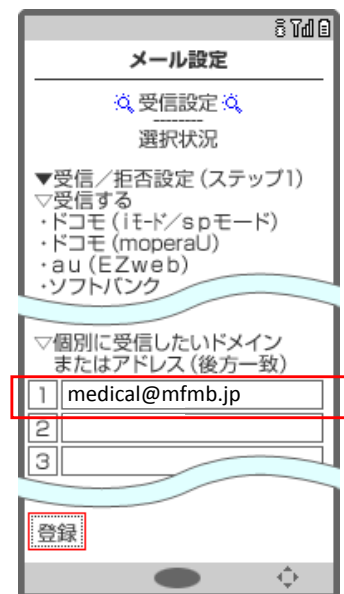 メール設定
受信設定
選択状況
▼受信／拒否設定（ステップ1）
▽受信する
・ドコモ（iモード／spモード）
・ドコモ（moperaU）
・au（EZweb）
・ソフトバンク
▽個別に受信したいドメイン
またはアドレス（後方一致）
1 medical@mfmb.jp
2
3
登録